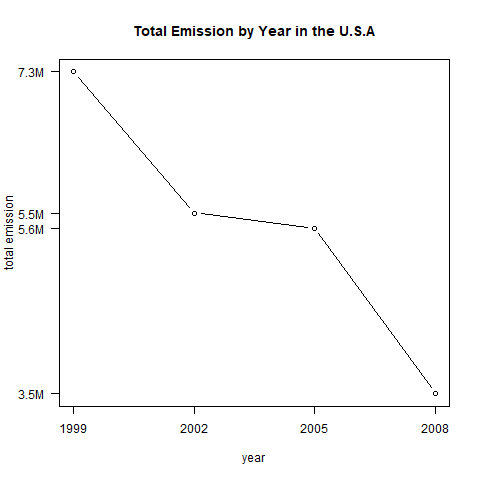 Total Emission by Year in the U.S.A
7.3M
5.5M
5.6M
3.5M
total emission
1999 2002 2005 2008
year